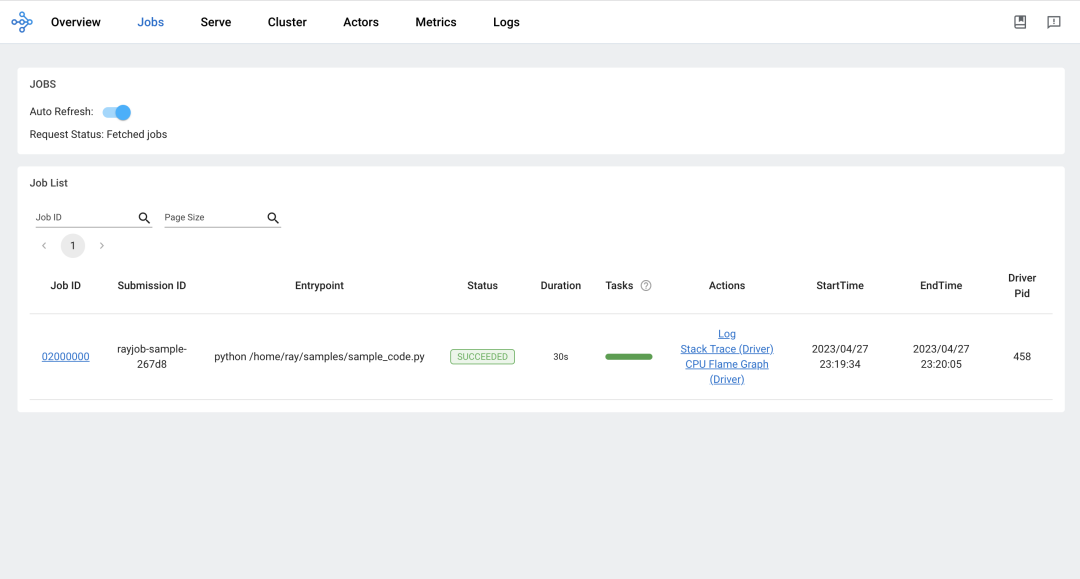 Overview Jobs Serve Cluster Actors Metrics Logs
JOBS
Auto Refresh:
Request Status: Fetched jobs
Job List
Job ID Page Size
1
Job ID Submission ID Entrypoint Status Duration Tasks ? Actions StartTime EndTime Driver
Pid
02000000 rayjob-sample-
267d8 python /home/ray/samples/sample_code.py SUCCEEDED 30s Log
Stack Trace (Driver)
CPU Flame Graph
(Driver) 2023/04/27
23:19:34 2023/04/27
23:20:05 458